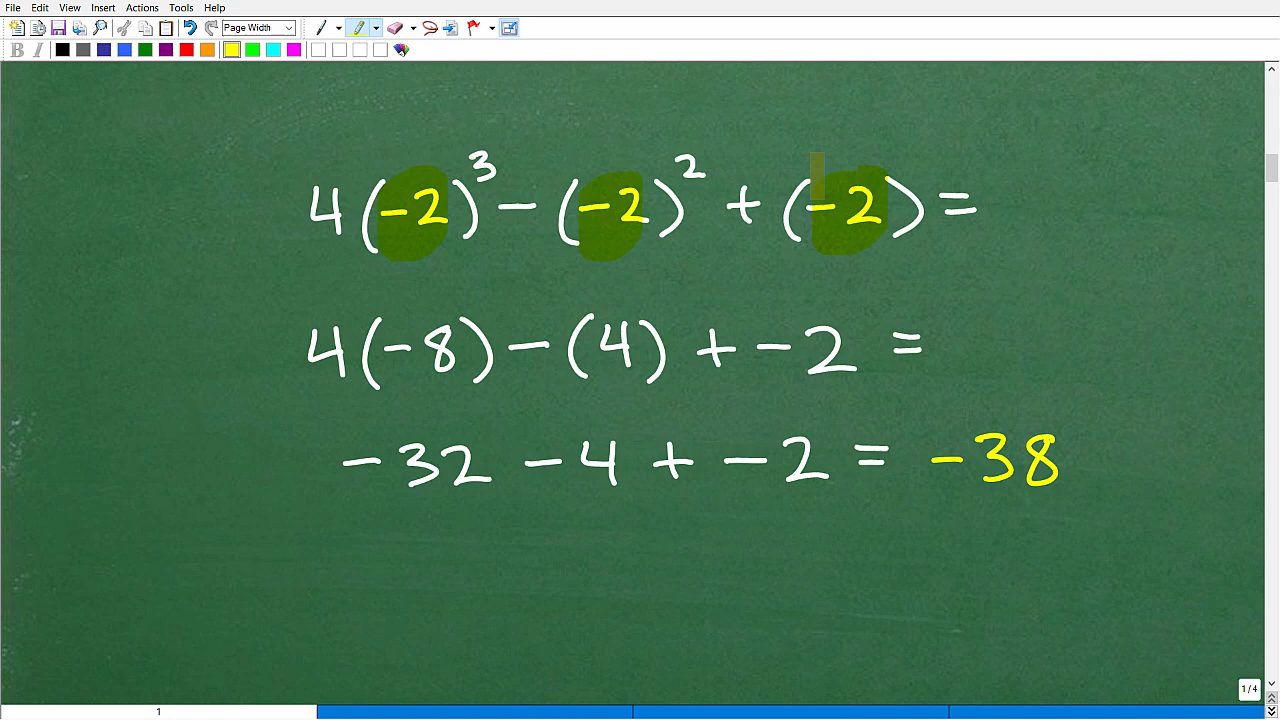 File Edit View Insert Actions Tools Help
Page Width
B I
4(-2)³ - (-2)² + (-2) =
4(-8) - (4) + -2 =
-32 - 4 + -2 = -38
1/4
1